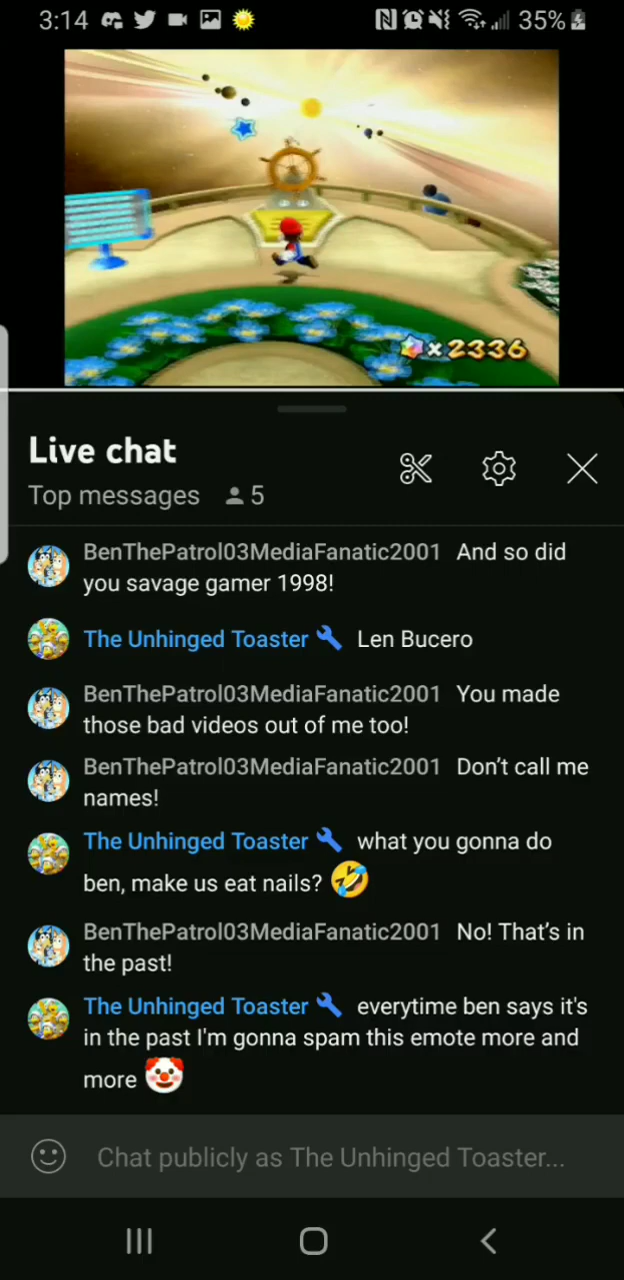 3:14
35%
×2336
Live chat
Top messages 5
BenThePatrol03MediaFanatic2001 And so did
you savage gamer 1998!
The Unhinged Toaster Len Bucero
BenThePatrol03MediaFanatic2001 You made
those bad videos out of me too!
BenThePatrol03MediaFanatic2001 Don’t call me
names!
The Unhinged Toaster what you gonna do
ben, make us eat nails? 🤣
BenThePatrol03MediaFanatic2001 No! That’s in
the past!
The Unhinged Toaster everytime ben says it's
in the past I'm gonna spam this emote more and
more 🤡
Chat publicly as The Unhinged Toaster...